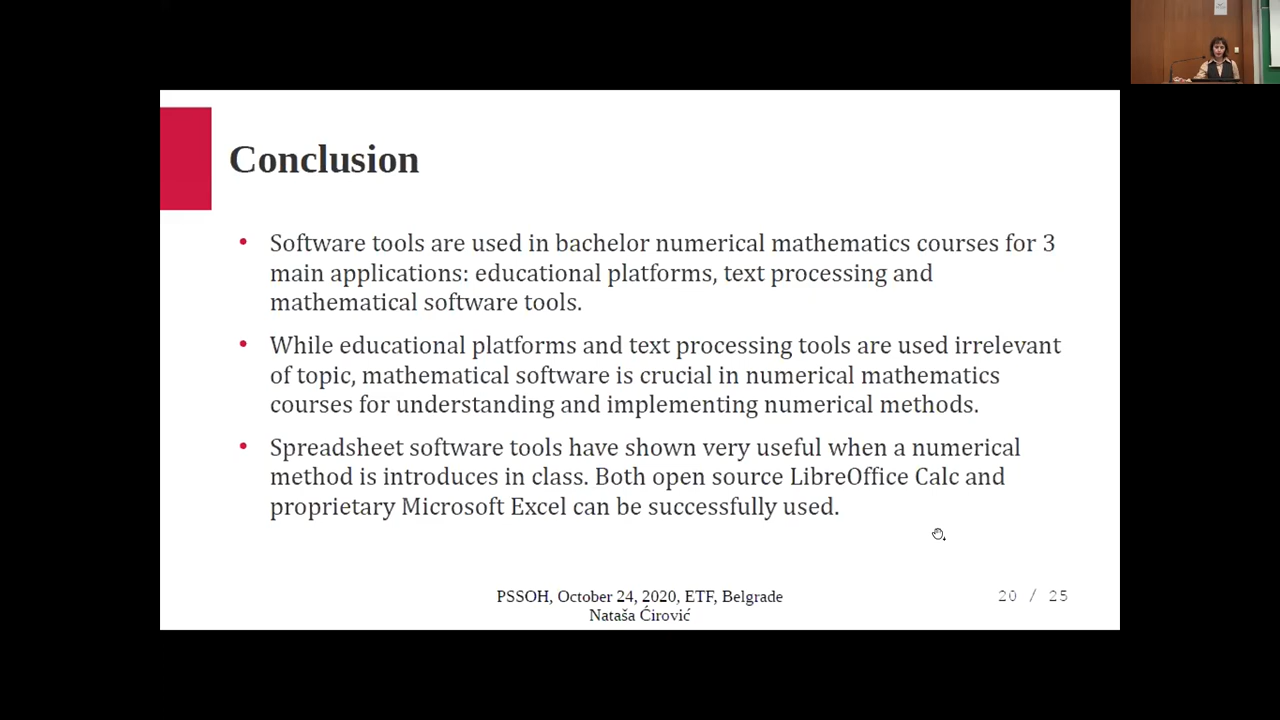 Conclusion
• Software tools are used in bachelor numerical mathematics courses for 3
main applications: educational platforms, text processing and
mathematical software tools.
• While educational platforms and text processing tools are used irrelevant
of topic, mathematical software is crucial in numerical mathematics
courses for understanding and implementing numerical methods.
• Spreadsheet software tools have shown very useful when a numerical
method is introduces in class. Both open source LibreOffice Calc and
proprietary Microsoft Excel can be successfully used.
PSSOH, October 24, 2020, ETF, Belgrade
Nataša Ćirović
20 / 25